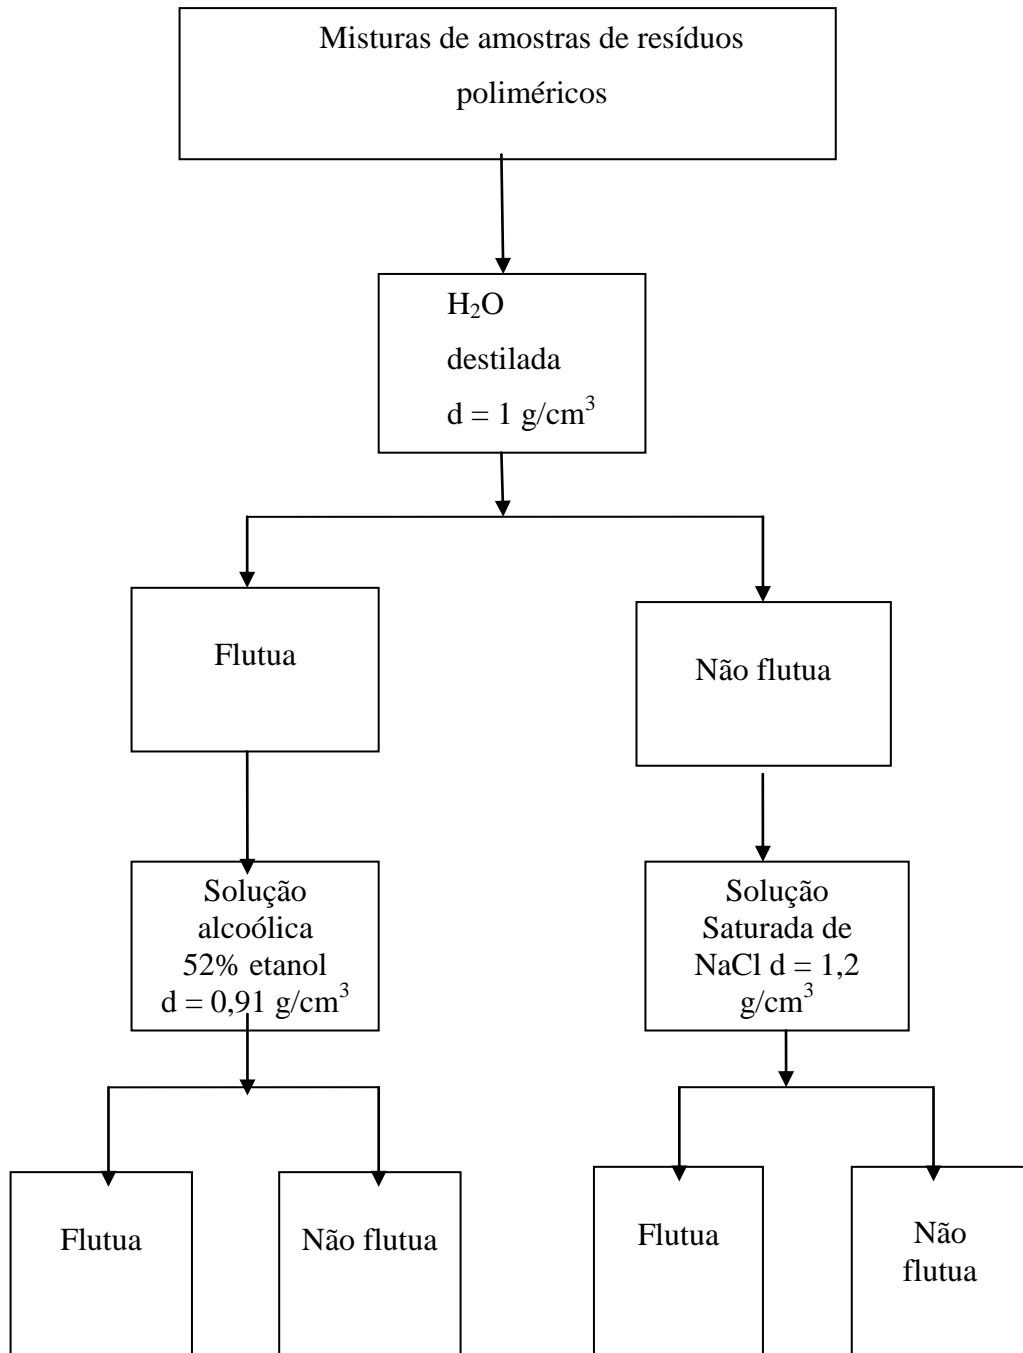 Misturas de amostras de resíduos
poliméricos
H₂O
destilada
d = 1 g/cm³
Flutua
Não flutua
Solução
alcoólica
52% etanol
d = 0,91 g/cm³
Solução
Saturada de
NaCl d = 1,2
g/cm³
Flutua
Não flutua
Flutua
Não
flutua